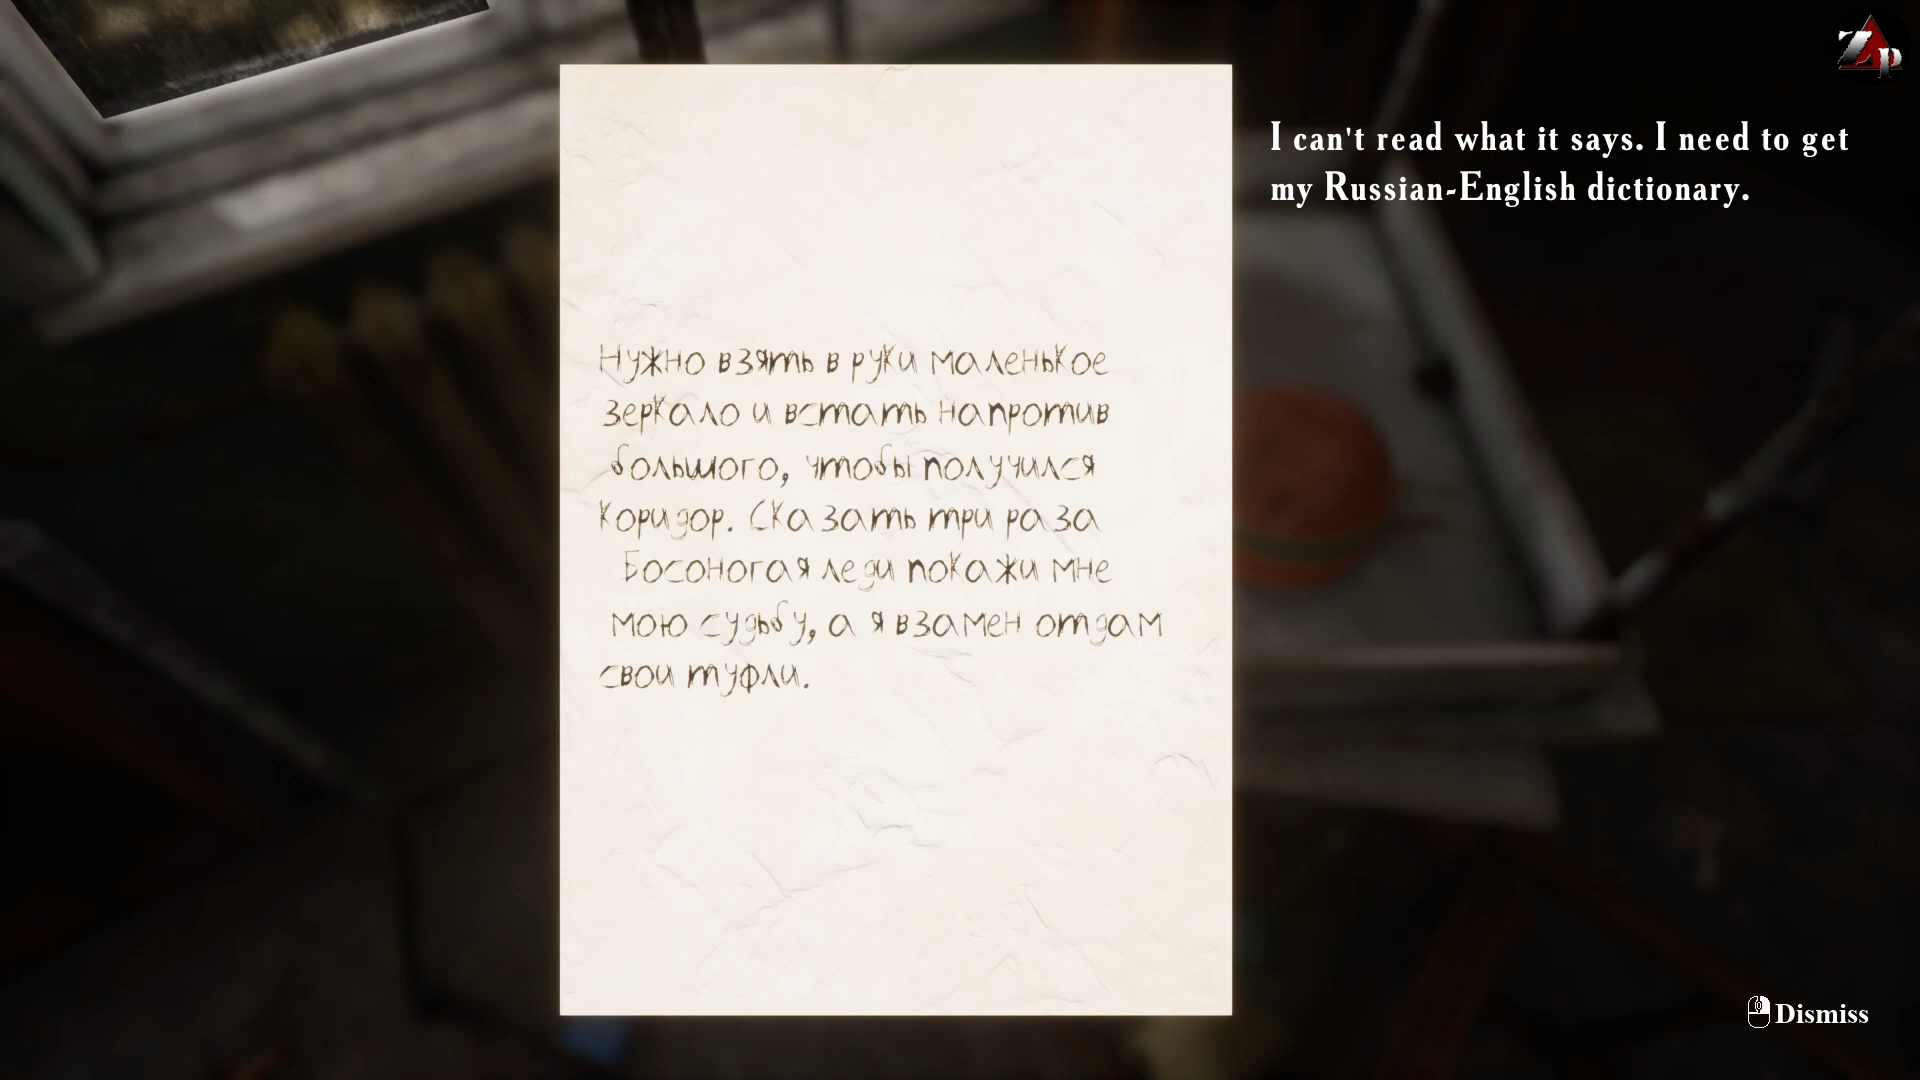 Zp
I can't read what it says. I need to get
my Russian-English dictionary.
Нужно взять в руки маленькое
зеркало и встать напротив
большого, чтобы получился
коридор. Сказать три раза
Босоногая леди покажи мне
мою судьбу, а я взамен отдам
свои туфли.
Dismiss